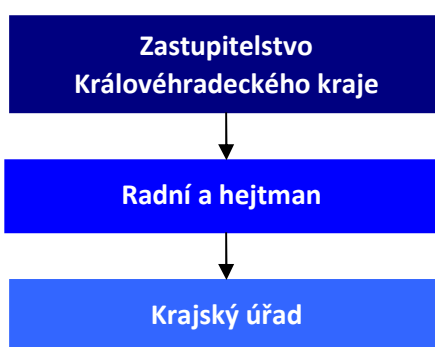 Zastupitelstvo
Královéhradeckého kraje
Radní a hejtman
Krajský úřad